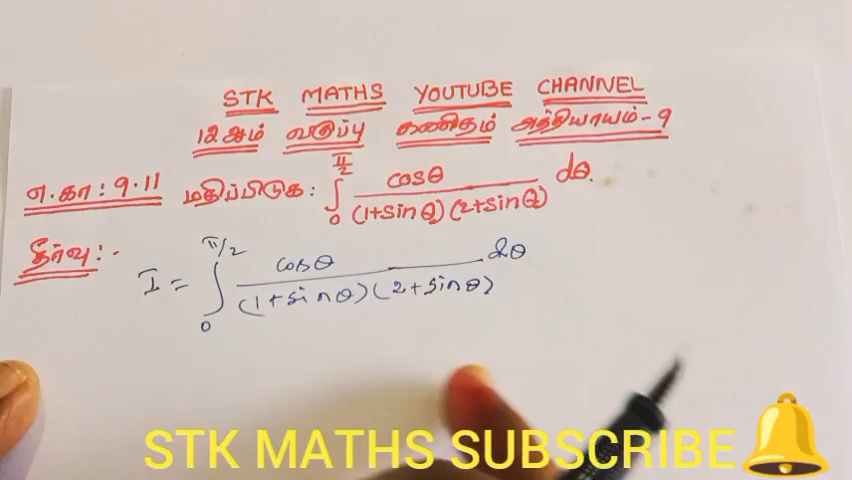 STK MATHS YOUTUBE CHANNEL
12ஆம் வகுப்பு கணிதம் அத்தியாயம்-9
எ.கா: 9.11 மதிப்பிடுக: ∫₀^(π/2) cosθ / (1+sinθ)(2+sinθ) dθ.
தீர்வு:-
I = ∫₀^(π/2) cosθ / (1+sinθ)(2+sinθ) dθ
STK MATHS SUBSCRIBE